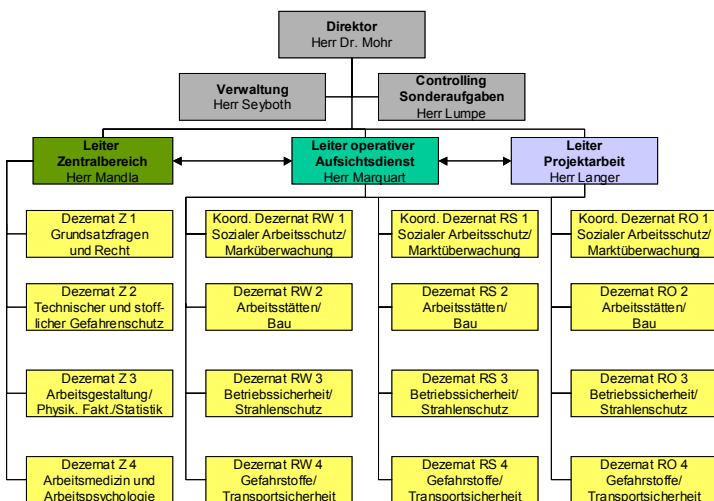 Direktor
Herr Dr. Mohr
Verwaltung
Herr Seyboth
Controlling
Sonderaufgaben
Herr Lumpe
Leiter
Zentralbereich
Herr Mandla
Leiter operativer
Aufsichtsdienst
Herr Marquart
Leiter
Projektarbeit
Herr Langer
Dezernat Z 1
Grundsatzfragen
und Recht
Koord. Dezernat RW 1
Sozialer Arbeitsschutz/
Marküberwachung
Koord. Dezernat RS 1
Sozialer Arbeitsschutz/
Marktüberwachung
Koord. Dezernat RO 1
Sozialer Arbeitsschutz/
Marktüberwachung
Dezernat Z 2
Technischer und stoff-
licher Gefahrenschutz
Dezernat RW 2
Arbeitsstätten/
Bau
Dezernat RS 2
Arbeitsstätten/
Bau
Dezernat RO 2
Arbeitsstätten/
Bau
Dezernat Z 3
Arbeitsgestaltung/
Physik. Fakt./Statistik
Dezernat RW 3
Betriebssicherheit/
Strahlenschutz
Dezernat RS 3
Betriebssicherheit/
Strahlenschutz
Dezernat RO 3
Betriebssicherheit/
Strahlenschutz
Dezernat Z 4
Arbeitsmedizin und
Arbeitspsychologie
Dezernat RW 4
Gefahrstoffe/
Transportsicherheit
Dezernat RS 4
Gefahrstoffe/
Transportsicherheit
Dezernat RO 4
Gefahrstoffe/
Transportsicherheit